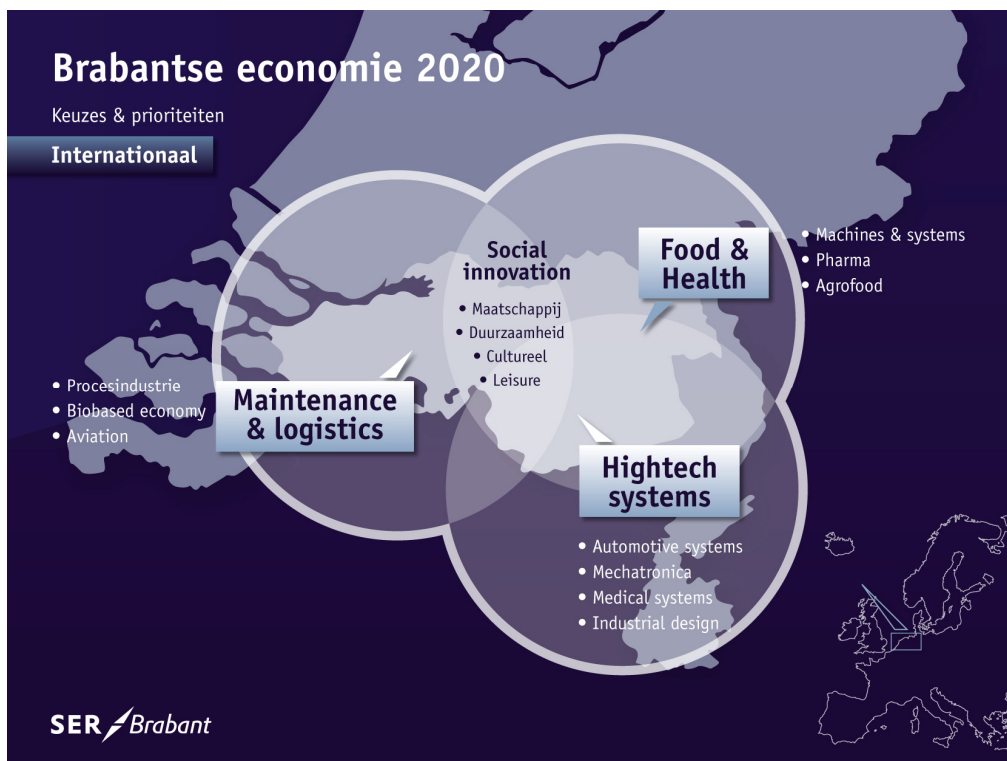 Brabantse economie 2020
Keuzes & prioriteiten
Internationaal
Social
innovation
• Maatschappij
• Duurzaamheid
• Cultureel
• Leisure
Food &
Health
• Machines & systems
• Pharma
• Agrofood
• Procesindustrie
• Biobased economy
• Aviation
Maintenance
& logistics
Hightech
systems
• Automotive systems
• Mechatronica
• Medical systems
• Industrial design
SER Brabant